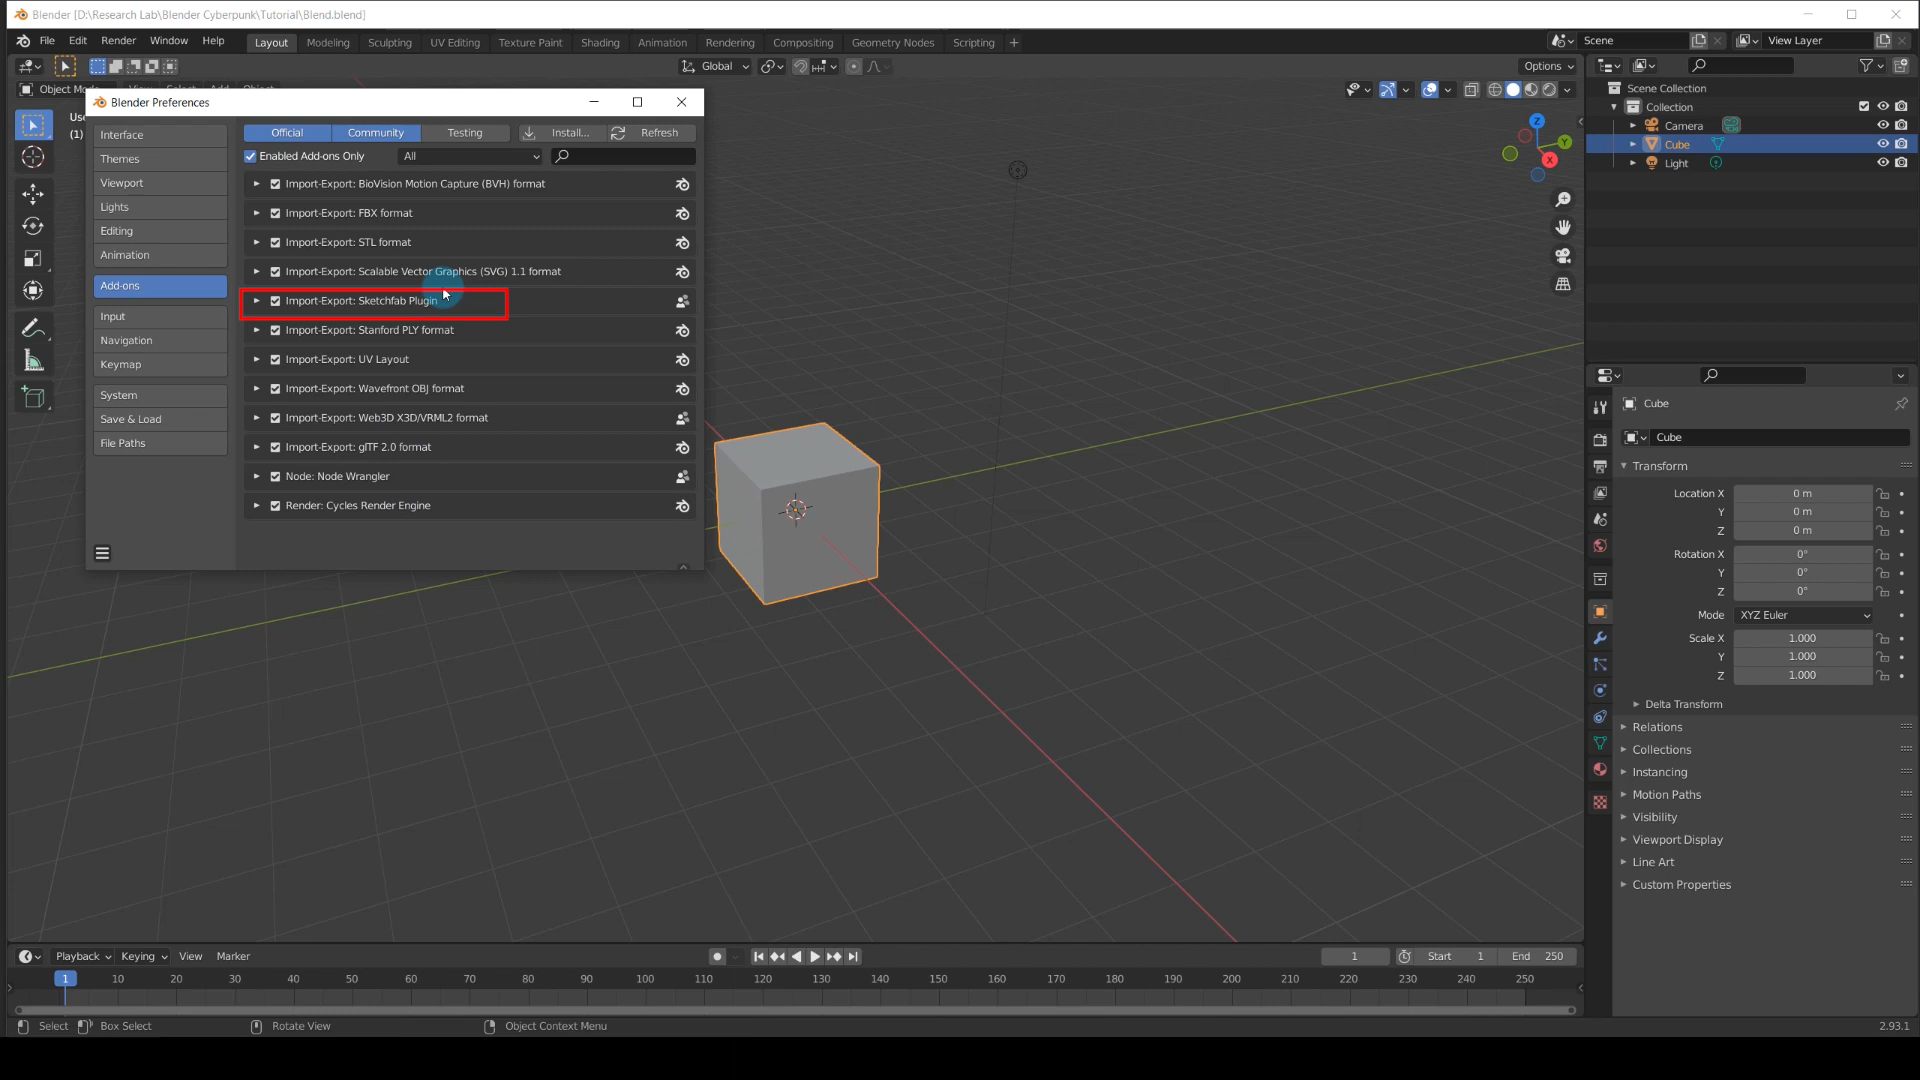 Blender [D:\Research Lab\Blender Cyberpunk\Tutorial\Blend.blend]
File Edit Render Window Help Layout Modeling Sculpting UV Editing Texture Paint Shading Animation Rendering Compositing Geometry Nodes Scripting + Scene View Layer
Global Options
Object Mo
Blender Preferences
Use
(1)
Interface
Themes
Viewport
Lights
Editing
Animation
Add-ons
Input
Navigation
Keymap
System
Save & Load
File Paths
Official Community Testing Install... Refresh
Enabled Add-ons Only All
Import-Export: BioVision Motion Capture (BVH) format
Import-Export: FBX format
Import-Export: STL format
Import-Export: Scalable Vector Graphics (SVG) 1.1 format
Import-Export: Sketchfab Plugin
Import-Export: Stanford PLY format
Import-Export: UV Layout
Import-Export: Wavefront OBJ format
Import-Export: Web3D X3D/VRML2 format
Import-Export: glTF 2.0 format
Node: Node Wrangler
Render: Cycles Render Engine
Z
Y
X
Scene Collection
Collection
Camera
Cube
Light
Cube
Cube
Transform
Location X 0 m
Y 0 m
Z 0 m
Rotation X 0°
Y 0°
Z 0°
Mode XYZ Euler
Scale X 1.000
Y 1.000
Z 1.000
Delta Transform
Relations
Collections
Instancing
Motion Paths
Visibility
Viewport Display
Line Art
Custom Properties
Playback Keying View Marker 1 Start 1 End 250
1 10 20 30 40 50 60 70 80 90 100 110 120 130 140 150 160 170 180 190 200 210 220 230 240 250
Select Box Select Rotate View Object Context Menu 2.93.1